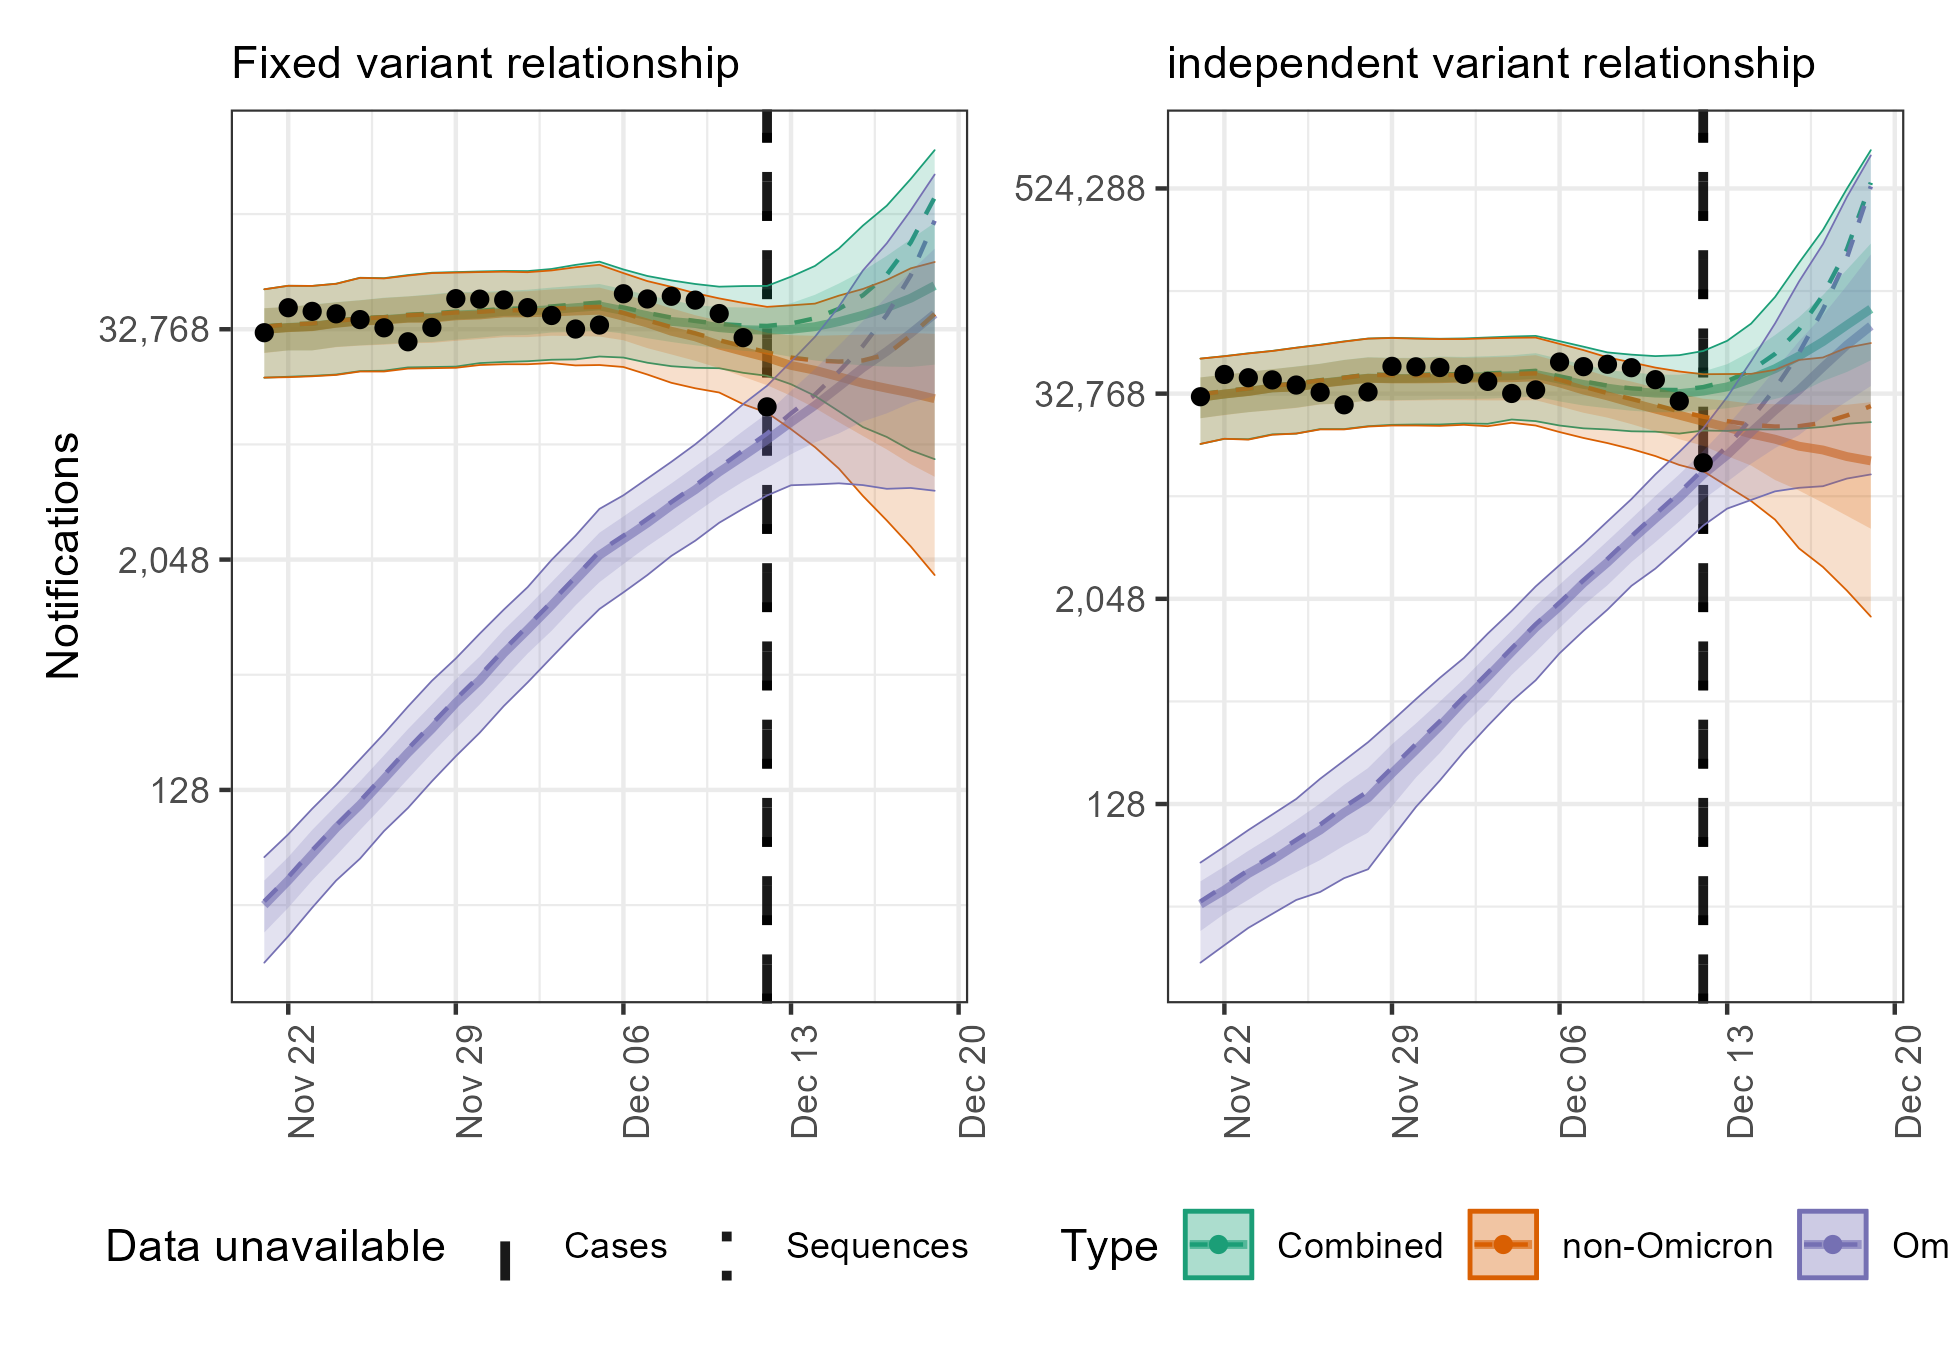 Fixed variant relationship
independent variant relationship
Notifications
32,768
2,048
128
524,288
32,768
2,048
128
Nov 22
Nov 29
Dec 06
Dec 13
Dec 20
Nov 22
Nov 29
Dec 06
Dec 13
Dec 20
Data unavailable Cases Sequences Type Combined non-Omicron Om